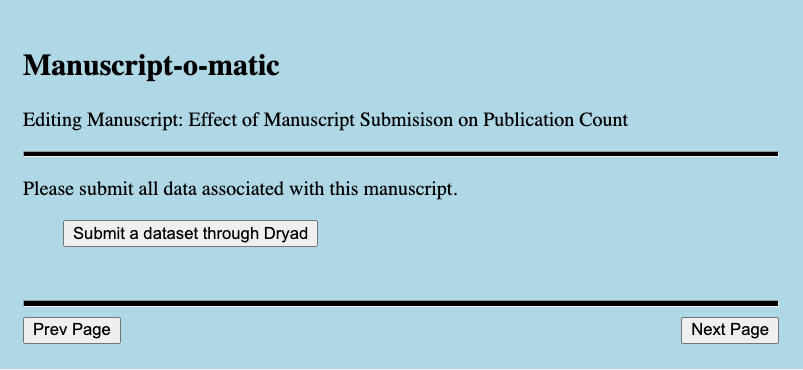 Manuscript-o-matic
Editing Manuscript: Effect of Manuscript Submisison on Publication Count
Please submit all data associated with this manuscript.
Submit a dataset through Dryad
Prev Page
Next Page